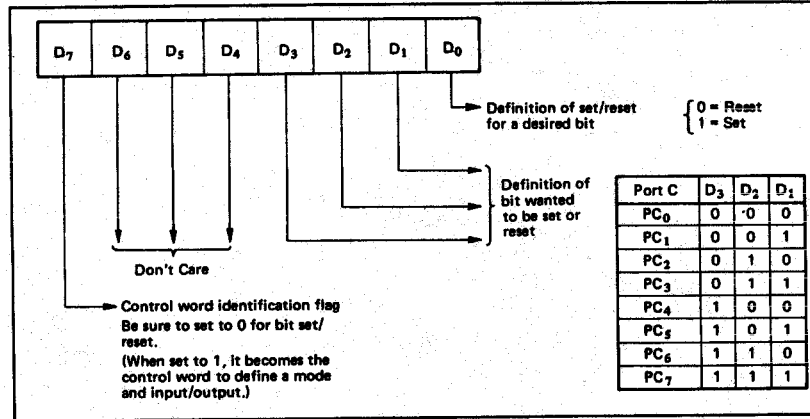 D7 D6 D5 D4 D3 D2 D1 D0
Definition of set/reset
for a desired bit
0 = Reset
1 = Set
Definition of
bit wanted
to be set or
reset
Don't Care
Control word identification flag
Be sure to set to 0 for bit set/
reset.
(When set to 1, it becomes the
control word to define a mode
and input/output.)
Port C D3 D2 D1
PC0 0 0 0
PC1 0 0 1
PC2 0 1 0
PC3 0 1 1
PC4 1 0 0
PC5 1 0 1
PC6 1 1 0
PC7 1 1 1